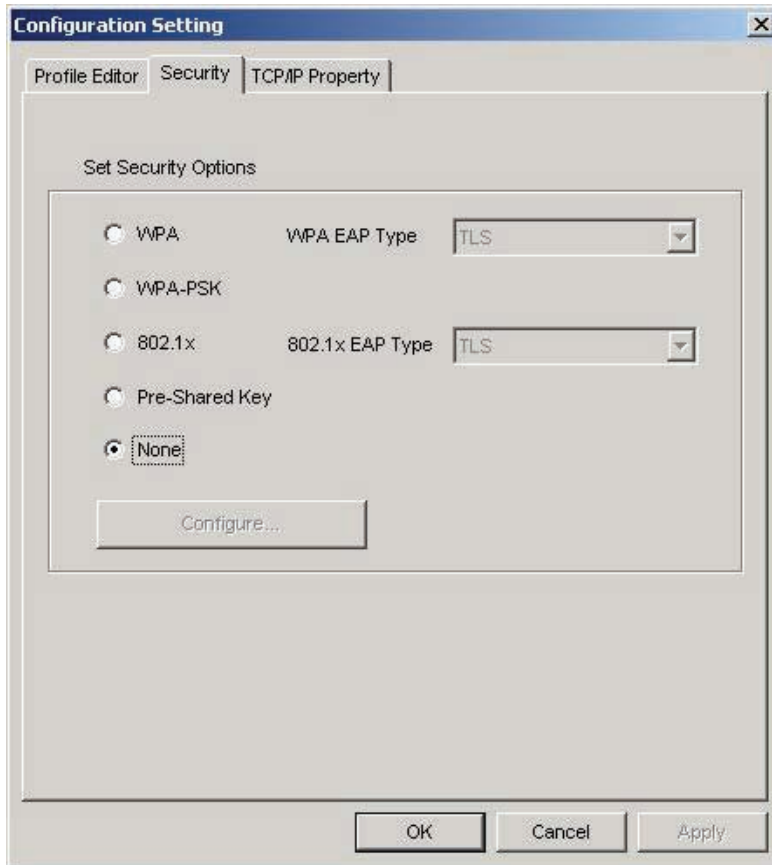 Configuration Setting
Profile Editor Security TCP/IP Property
Set Security Options
WPA WPA EAP Type TLS
WPA-PSK
802.1x 802.1x EAP Type TLS
Pre-Shared Key
None
Configure...
OK Cancel Apply